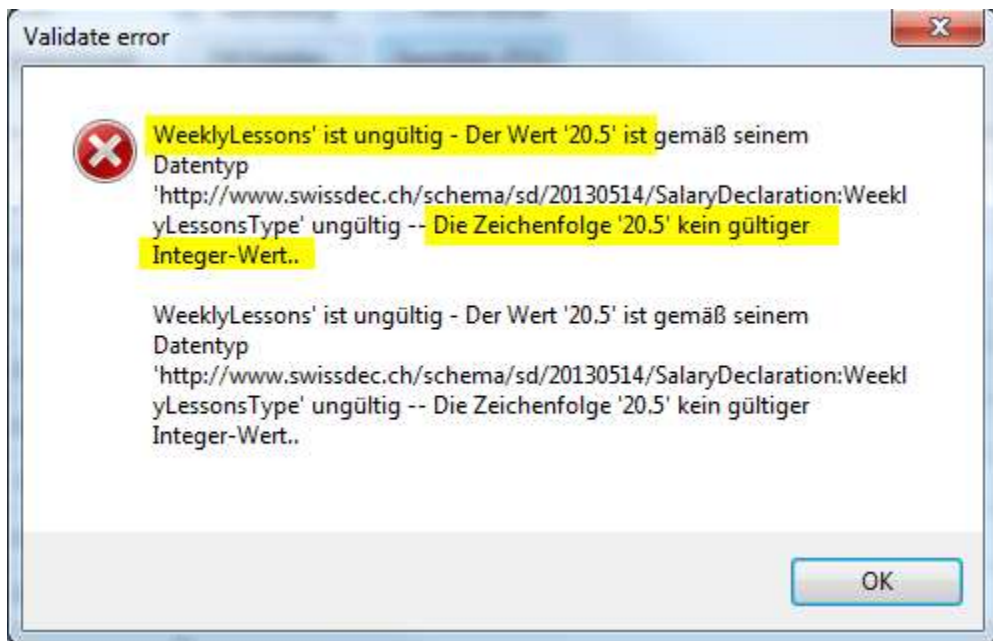 Validate error
WeeklyLessons' ist ungültig - Der Wert '20.5' ist gemäß seinem
Datentyp
'http://www.swissdec.ch/schema/sd/20130514/SalaryDeclaration:Weekl
yLessonsType' ungültig -- Die Zeichenfolge '20.5' kein gültiger
Integer-Wert..
WeeklyLessons' ist ungültig - Der Wert '20.5' ist gemäß seinem
Datentyp
'http://www.swissdec.ch/schema/sd/20130514/SalaryDeclaration:Weekl
yLessonsType' ungültig -- Die Zeichenfolge '20.5' kein gültiger
Integer-Wert..
OK